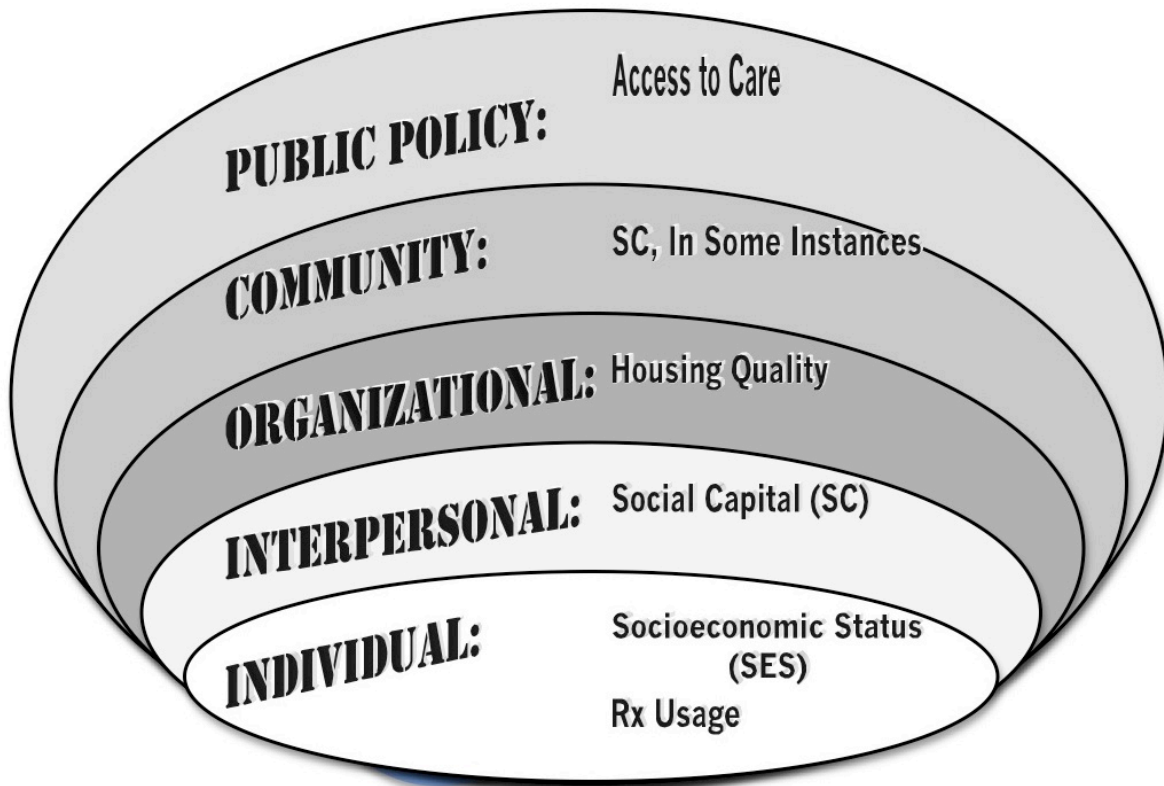 PUBLIC POLICY:
Access to Care
COMMUNITY:
SC, In Some Instances
ORGANIZATIONAL:
Housing Quality
INTERPERSONAL:
Social Capital (SC)
INDIVIDUAL:
Socioeconomic Status
(SES)
Rx Usage